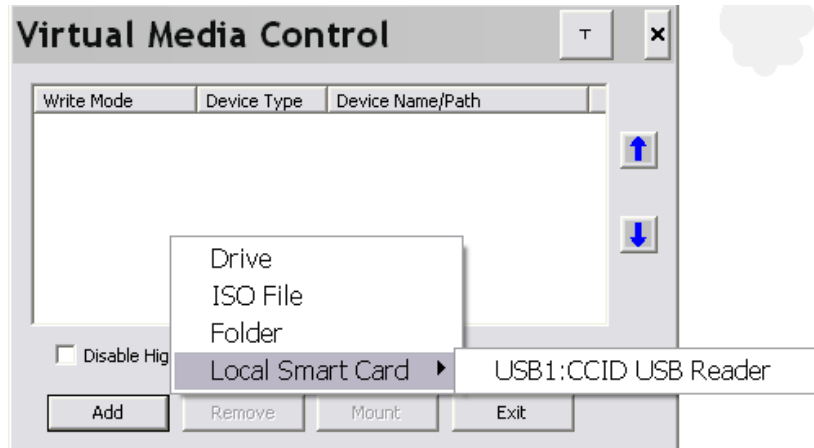 Virtual Media Control
T
×
Write Mode Device Type Device Name/Path
Drive
ISO File
Folder
Disable Hig
Local Smart Card USB1:CCID USB Reader
Add Remove Mount Exit